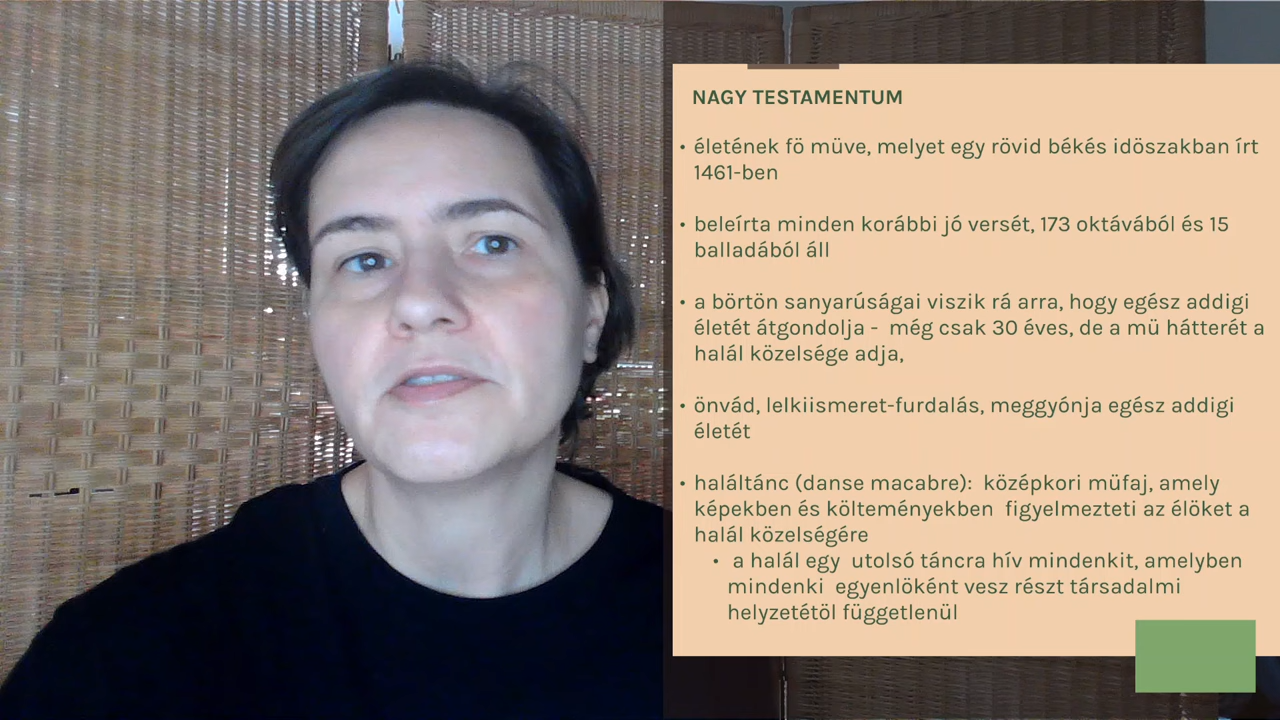 NAGY TESTAMENTUM
• életének fö müve, melyet egy rövid békés idöszakban írt
1461-ben
• beleírta minden korábbi jó versét, 173 oktávából és 15
balladából áll
• a börtön sanyarúságai viszik rá arra, hogy egész addigi
életét átgondolja - még csak 30 éves, de a mü hátterét a
halál közelsége adja,
• önvád, lelkiismeret-furdalás, meggyónja egész addigi
életét
• haláltánc (danse macabre): középkori müfaj, amely
képekben és költeményekben figyelmezteti az élöket a
halál közelségére
• a halál egy utolsó táncra hív mindenkit, amelyben
mindenki egyenlöként vesz részt társadalmi
helyzetétöl függetlenül